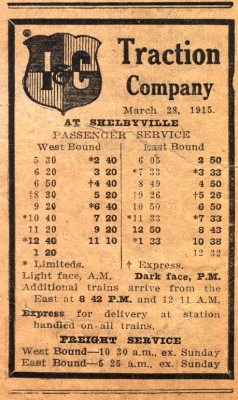 T & C
Traction
Company
March 28, 1915.
AT SHELBYVILLE
PASSENGER SERVICE
West Bound East Bound
5 30 *2 40 6 05 2 50
6 20 3 20 *7 33 *3 33
6 50 †4 40 8 49 4 50
†8 30 5 20 †9 26 †5 26
9 20 *6 40 10 50 6 50
*10 40 7 20 *11 33 *7 33
11 20 9 20 12 50 8 43
*12 40 11 10 *1 33 10 38
1 20 12 32
* Limiteds. † Express.
Light face, A.M. Dark face, P.M.
Additional trains arrive from the
East at 8 42 P.M. and 12 11 A.M.
Express for delivery at station
handled on all trains.
FREIGHT SERVICE
West Bound—10 30 a.m., ex. Sunday
East Bound—5 25 a.m., ex. Sunday